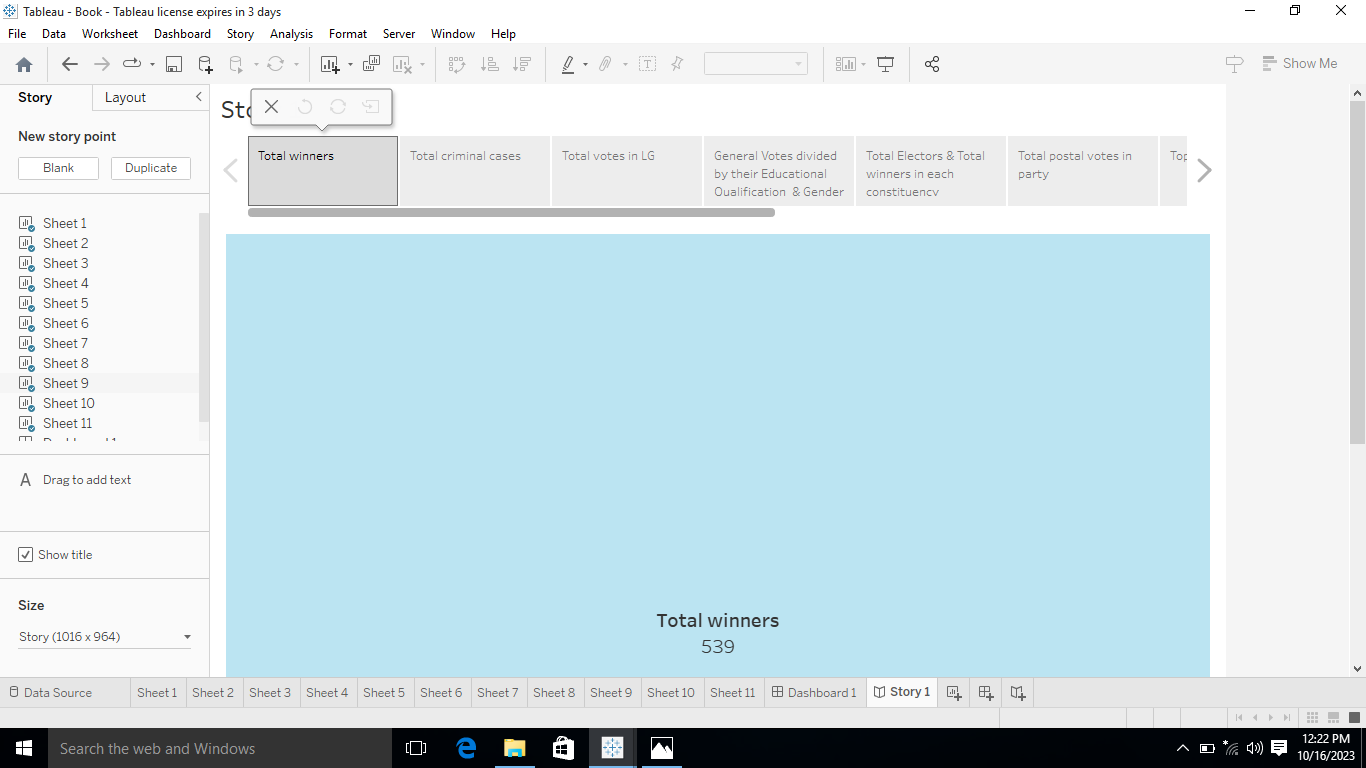 Tableau - Book - Tableau license expires in 3 days
File Data Worksheet Dashboard Story Analysis Format Server Window Help
Show Me
Story Layout
New story point
Blank Duplicate
Sheet 1
Sheet 2
Sheet 3
Sheet 4
Sheet 5
Sheet 6
Sheet 7
Sheet 8
Sheet 9
Sheet 10
Sheet 11
A Drag to add text
Show title
Size
Story (1016 x 964)
Total winners
Total criminal cases
Total votes in LG
General Votes divided
by their Educational
Qualification & Gender
Total Electors & Total
winners in each
constituency
Total postal votes in
party
Total winners
539
Data Source Sheet 1 Sheet 2 Sheet 3 Sheet 4 Sheet 5 Sheet 6 Sheet 7 Sheet 8 Sheet 9 Sheet 10 Sheet 11 Dashboard 1 Story 1
Search the web and Windows
12:22 PM
10/16/2023